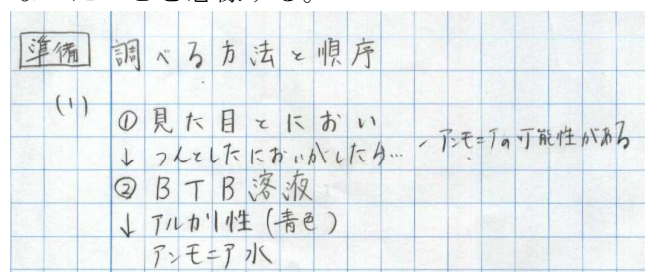 準備 調べる方法と順序
(1)
①見た目とにおい
↓つんとしたにおいがしたら… アンモニアの可能性がある
②BTB溶液
↓アルカリ性(青色)
アンモニア水